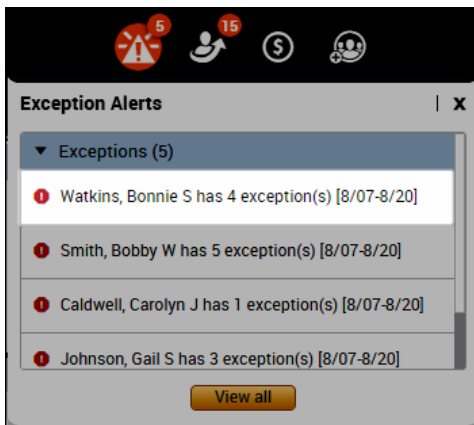 5
15
$
Exception Alerts | X
Exceptions (5)
Watkins, Bonnie S has 4 exception(s) [8/07-8/20]
Smith, Bobby W has 5 exception(s) [8/07-8/20]
Caldwell, Carolyn J has 1 exception(s) [8/07-8/20]
Johnson, Gail S has 3 exception(s) [8/07-8/20]
View all